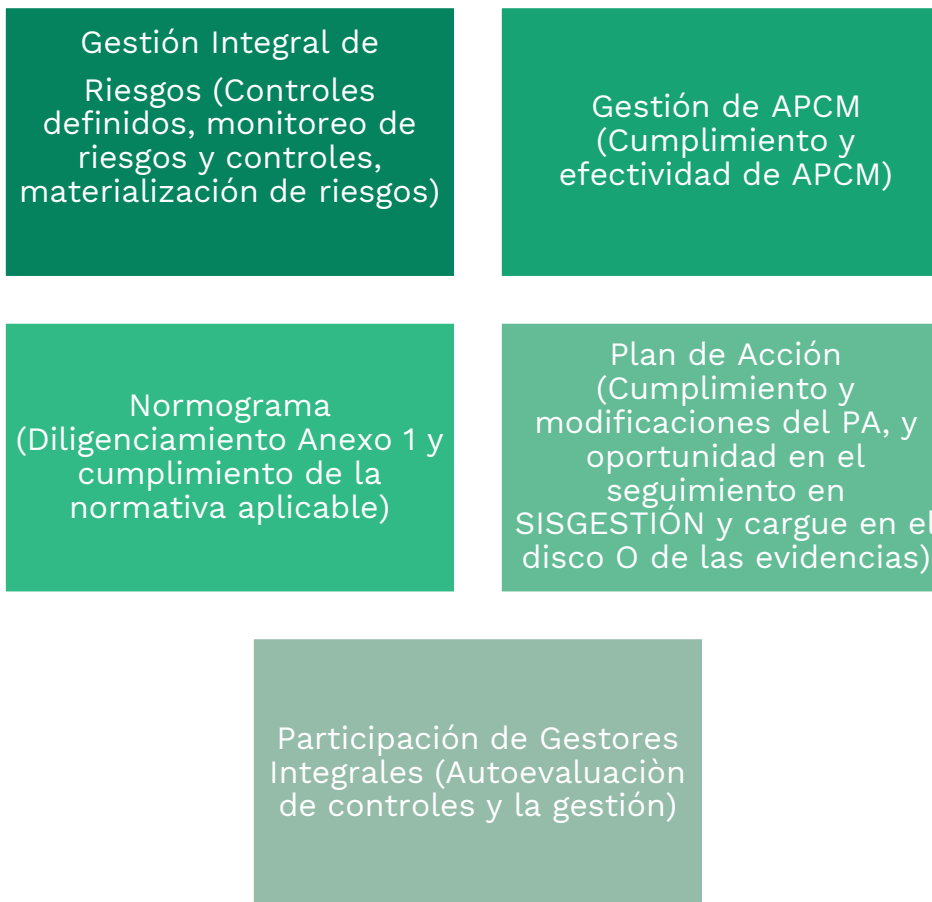 Gestión Integral de
Riesgos (Controles
definidos, monitoreo de
riesgos y controles,
materialización de riesgos)
Gestión de APCM
(Cumplimiento y
efectividad de APCM)
Normograma
(Diligenciamiento Anexo 1 y
cumplimiento de la
normativa aplicable)
Plan de Acción
(Cumplimiento y
modificaciones del PA, y
oportunidad en el
seguimiento en
SISGESTIÓN y cargue en el
disco O de las evidencias)
Participación de Gestores
Integrales (Autoevaluaciòn
de controles y la gestión)